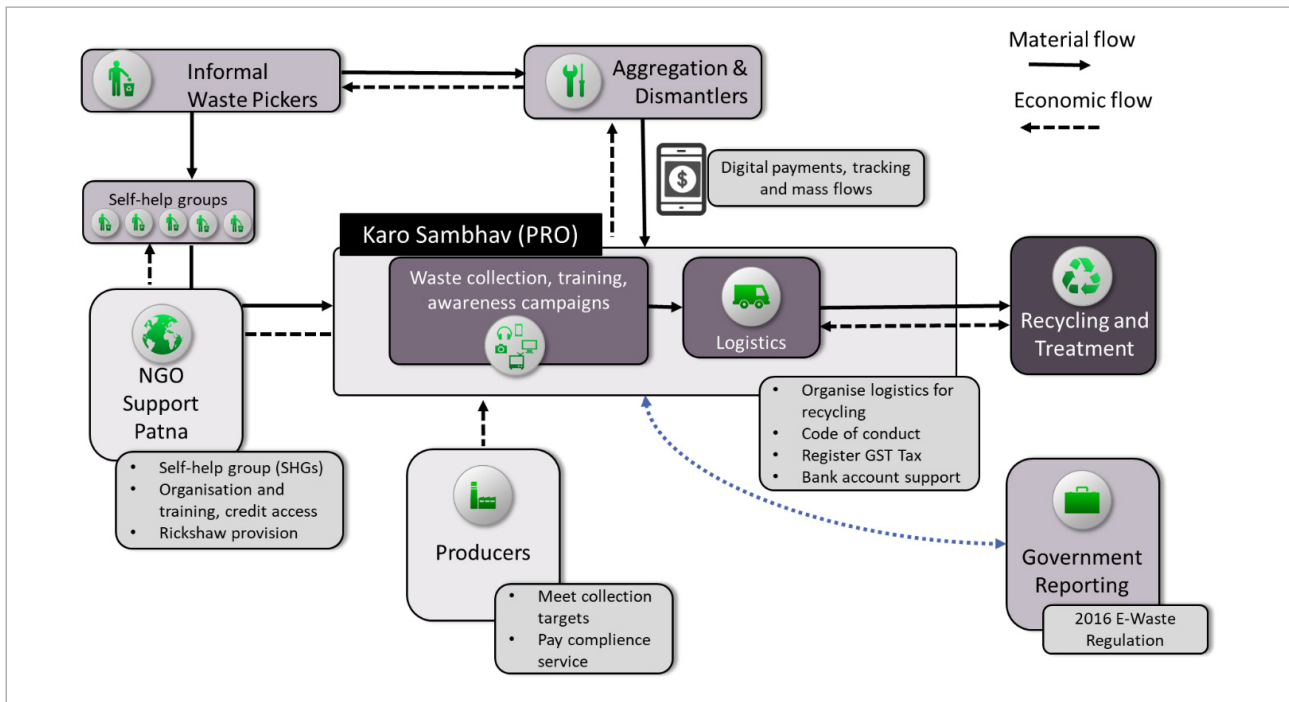 Informal
Waste Pickers
Aggregation &
Dismantlers
Material flow
Economic flow
Digital payments, tracking
and mass flows
$
Self-help groups
Karo Sambhav (PRO)
Waste collection, training,
awareness campaigns
Logistics
Recycling and
Treatment
NGO
Support
Patna
• Self-help group (SHGs)
• Organisation and
training, credit access
• Rickshaw provision
• Organise logistics for
recycling
• Code of conduct
• Register GST Tax
• Bank account support
Producers
• Meet collection
targets
• Pay complience
service
Government
Reporting
2016 E-Waste
Regulation